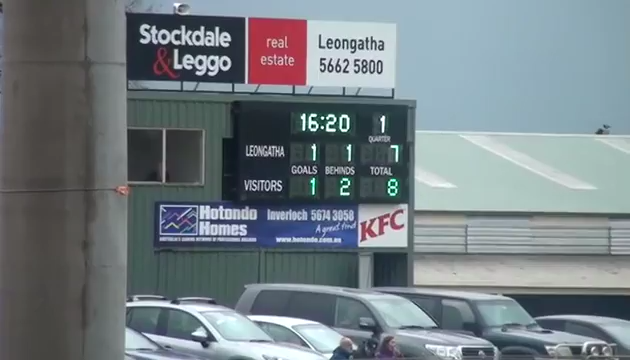 Stockdale
& Leggo
real
estate
Leongatha
5662 5800
16:20 1
QUARTER
LEONGATHA 1 1 7
GOALS BEHINDS TOTAL
VISITORS 1 2 8
Hotondo
Homes
Inverloch 5674 3058
A great find
www.hotondo.com.au
KFC